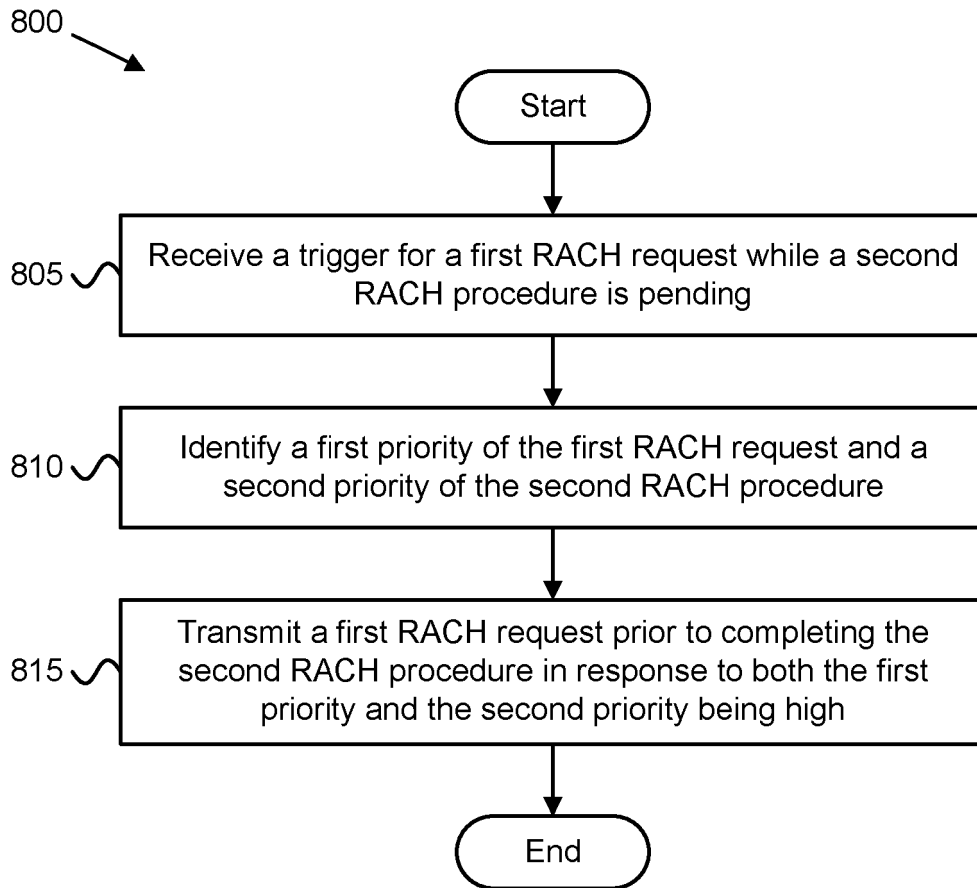 800
Start
805
Receive a trigger for a first RACH request while a second
RACH procedure is pending
810
Identify a first priority of the first RACH request and a
second priority of the second RACH procedure
815
Transmit a first RACH request prior to completing the
second RACH procedure in response to both the first
priority and the second priority being high
End